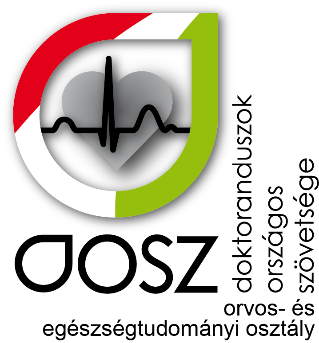 DOSZ
doktoranduszok
országos
szövetsége
orvos- és
egészségtudományi osztály